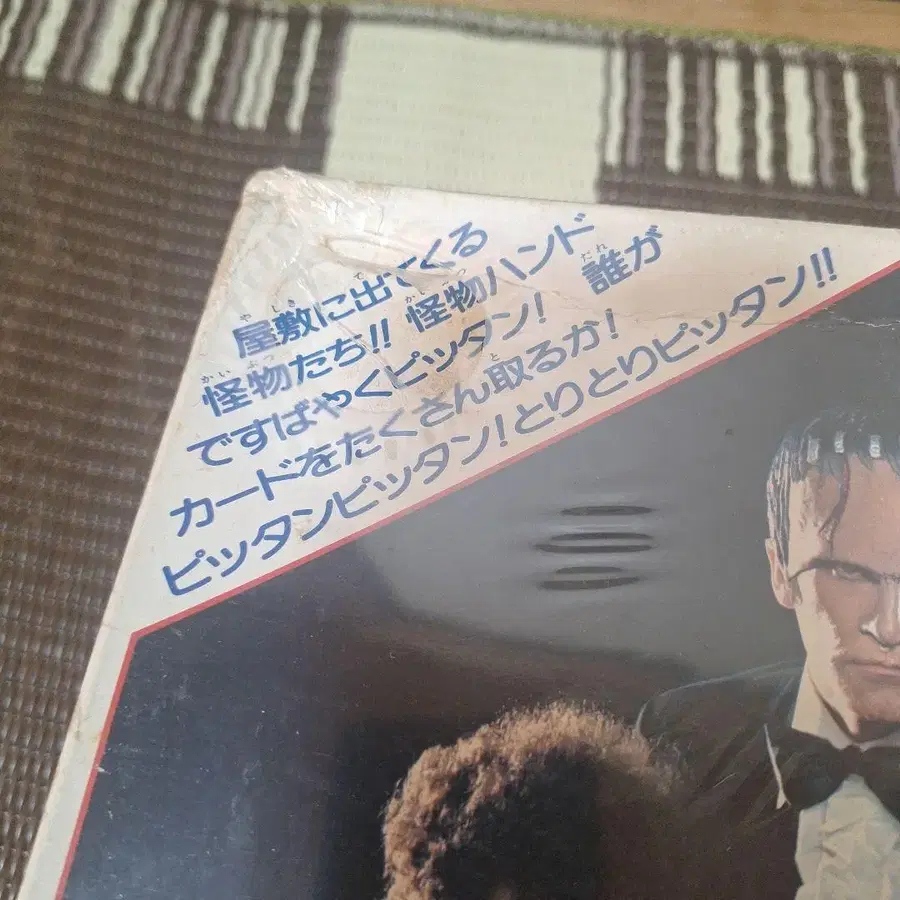 屋敷に出てくる
怪物たち!! 怪物ハンド
ですばやくピッタン! 誰が
カードをたくさん取るか!
ピッタンピッタン!とりとりピッタン!!